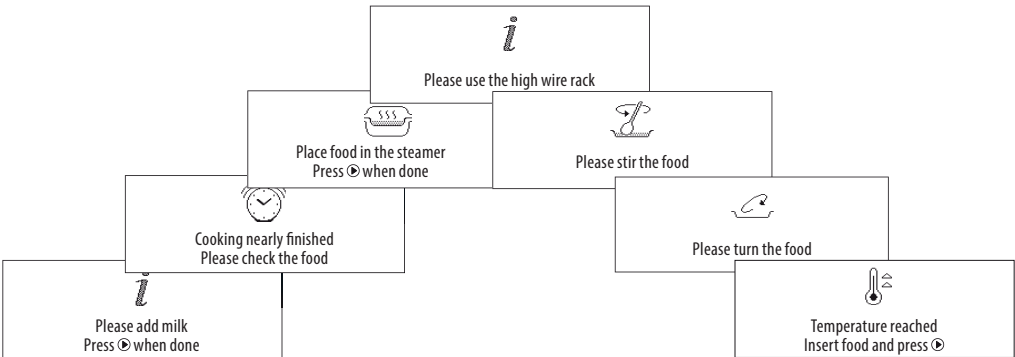 i
Please use the high wire rack
Place food in the steamer
Press ▶ when done
Please stir the food
Cooking nearly finished
Please check the food
Please turn the food
i
Please add milk
Press ▶ when done
Temperature reached
Insert food and press ▶